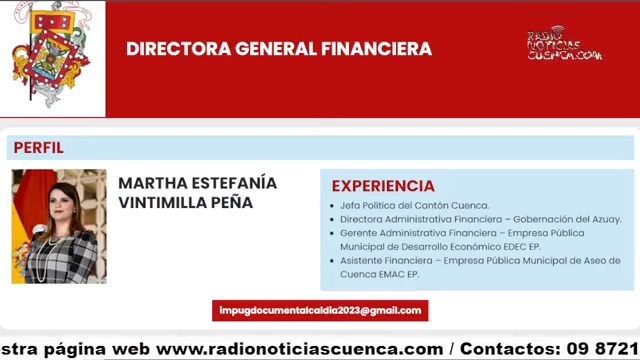 DIRECTORA GENERAL FINANCIERA
RADIO
NOTICIAS
CUENCA.COM
PERFIL
MARTHA ESTEFANÍA
VINTIMILLA PEÑA
EXPERIENCIA
• Jefa Politica del Cantón Cuenca.
• Directora Administrativa Financiera – Gobernación del Azuay.
• Gerente Administrativa Financiera – Empresa Pública
Municipal de Desarrollo Económico EDEC EP.
• Asistente Financiera – Empresa Pública Municipal de Aseo de
Cuenca EMAC EP.
impugdocumentalcaldia2023@gmail.com
stra página web www.radionoticiascuenca.com / Contactos: 09 8721